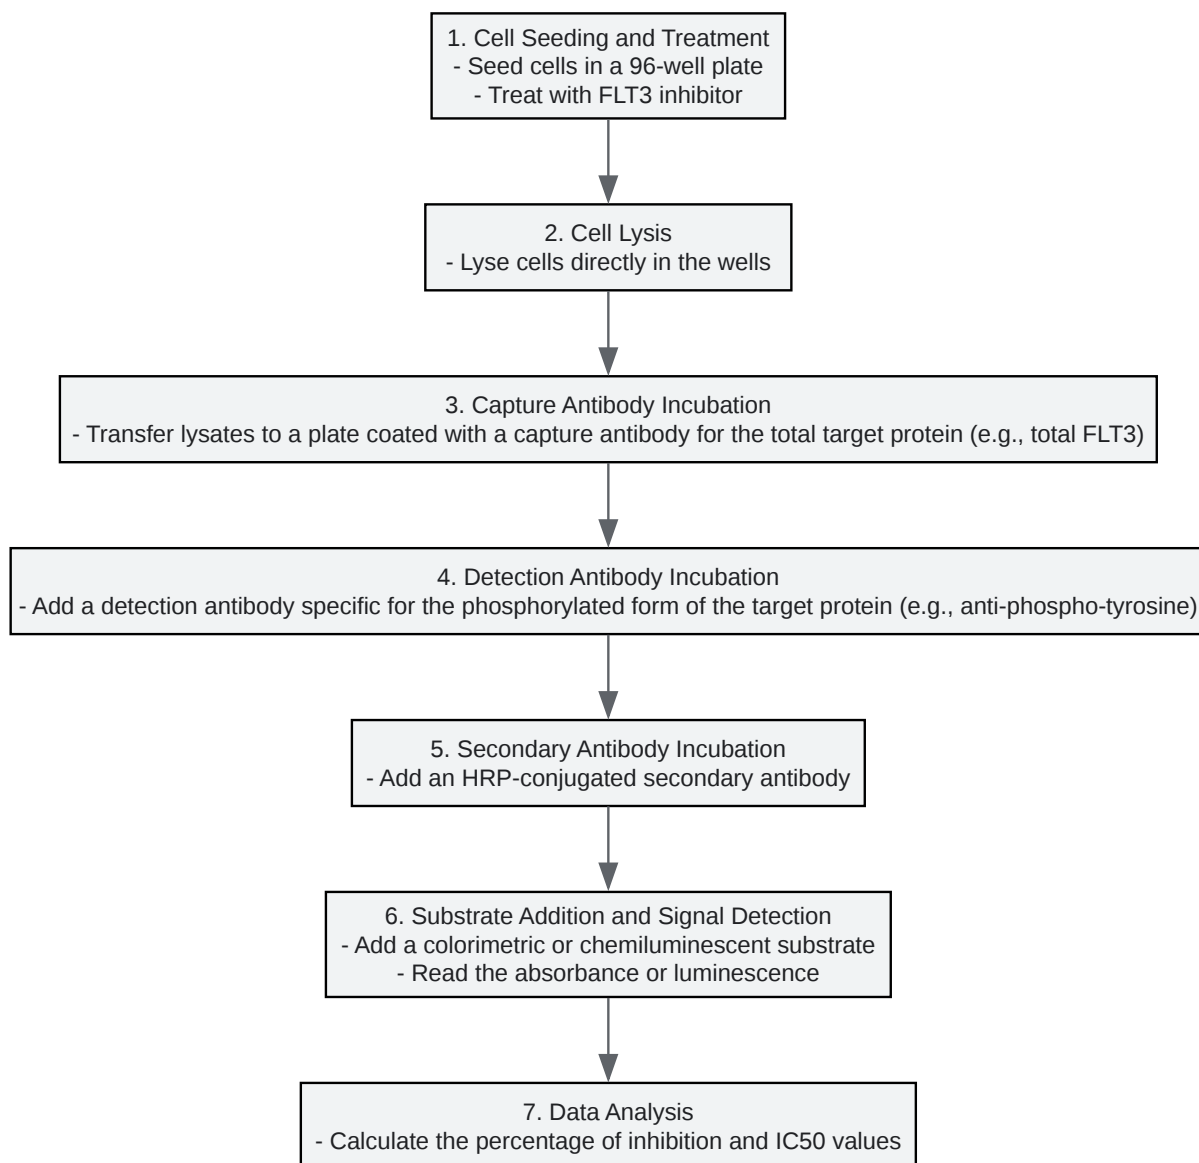 1. Cell Seeding and Treatment
- Seed cells in a 96-well plate
- Treat with FLT3 inhibitor
2. Cell Lysis
- Lyse cells directly in the wells
3. Capture Antibody Incubation
- Transfer lysates to a plate coated with a capture antibody for the total target protein (e.g., total FLT3)
4. Detection Antibody Incubation
- Add a detection antibody specific for the phosphorylated form of the target protein (e.g., anti-phospho-tyrosine)
5. Secondary Antibody Incubation
- Add an HRP-conjugated secondary antibody
6. Substrate Addition and Signal Detection
- Add a colorimetric or chemiluminescent substrate
- Read the absorbance or luminescence
7. Data Analysis
- Calculate the percentage of inhibition and IC50 values